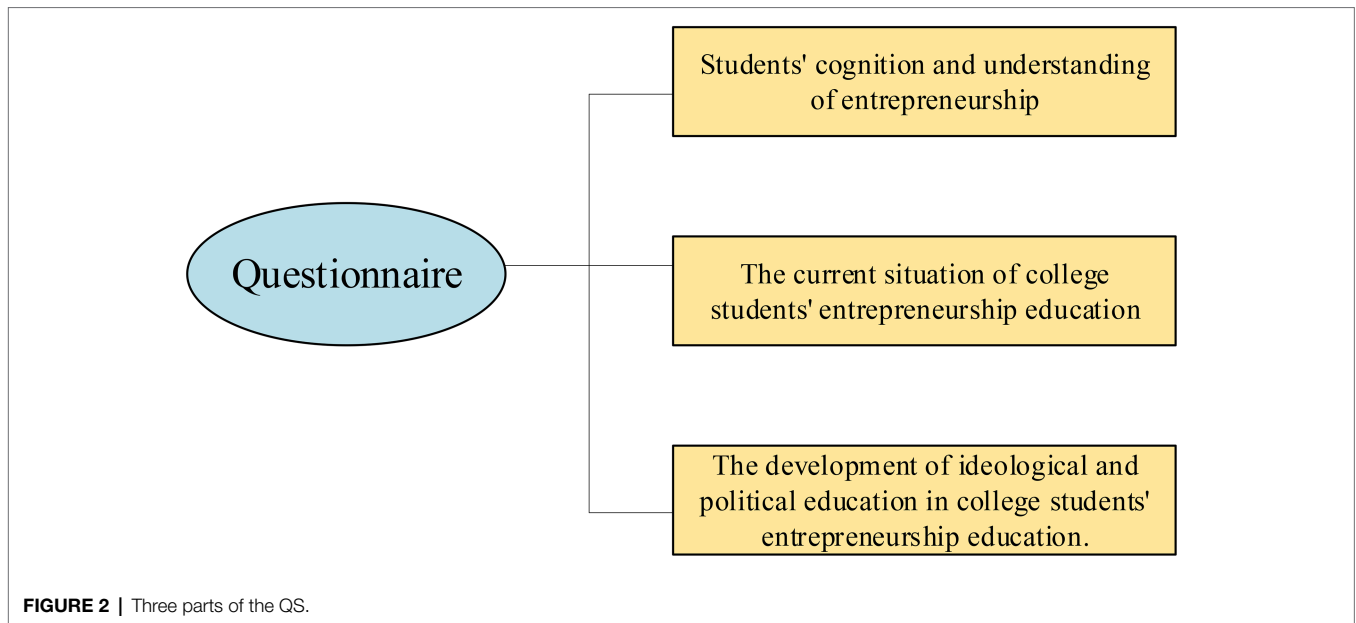 Students' cognition and understanding
of entrepreneurship
Questionnaire
The current situation of college
students' entrepreneurship education
The development of ideological and
political education in college students'
entrepreneurship education.
FIGURE 2 | Three parts of the QS.